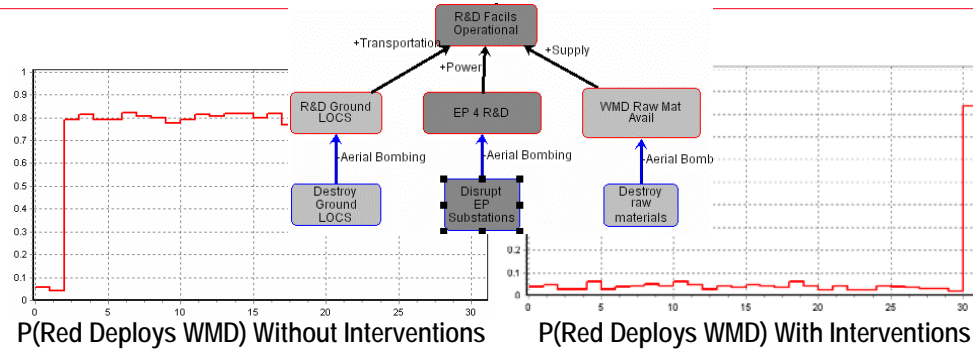 R&D Facils
Operational
+Transportation
+Power
+Supply
R&D Ground
LOCS
EP 4 R&D
WMD Raw Mat
Avail
-Aerial Bombing
-Aerial Bombing
-Aerial Bomb
Destroy
Ground
LOCS
Disrupt
EP
Substations
Destroy
raw
materials
1
0.9
0.8
0.7
0.6
0.5
0.4
0.3
0.2
0.1
0
0 5 10 15 20 25 30
0.2
0.1
0
0 5 10 15 20 25 30
P(Red Deploys WMD) Without Interventions
P(Red Deploys WMD) With Interventions